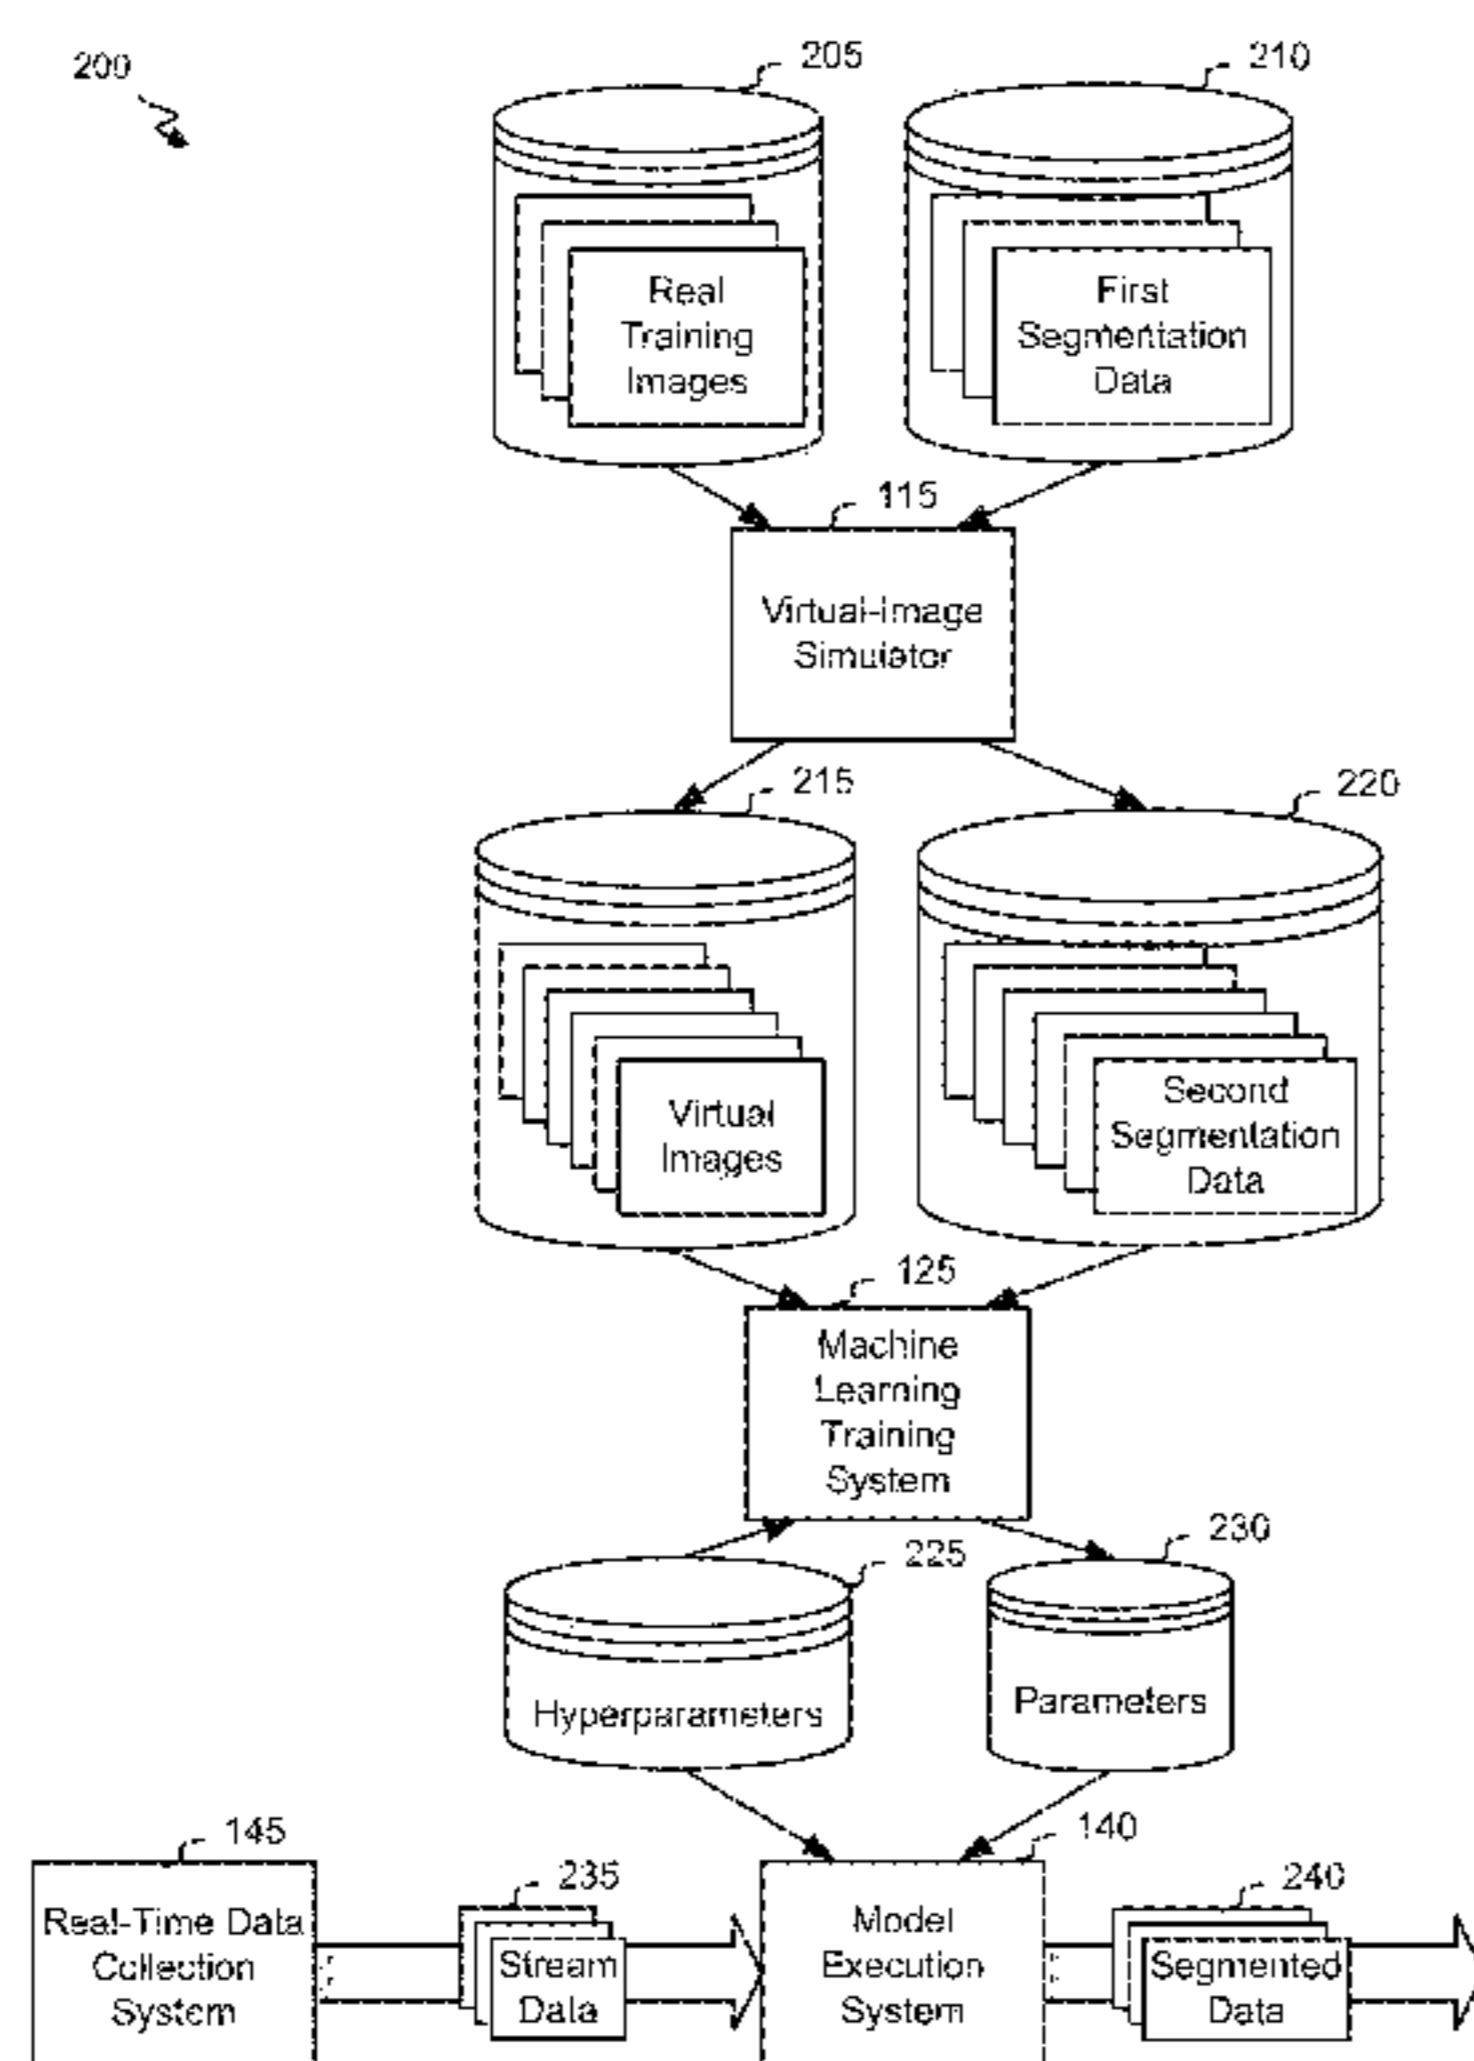 200
205
210
Real
Training
Images
First
Segmentation
Data
115
Virtual-Image
Simulator
215
220
Virtual
Images
Second
Segmentation
Data
125
Machine
Learning
Training
System
225
230
Hyperparameters
Parameters
145
235
140
240
Real-Time Data
Collection
System
Stream
Data
Model
Execution
System
Segmented
Data